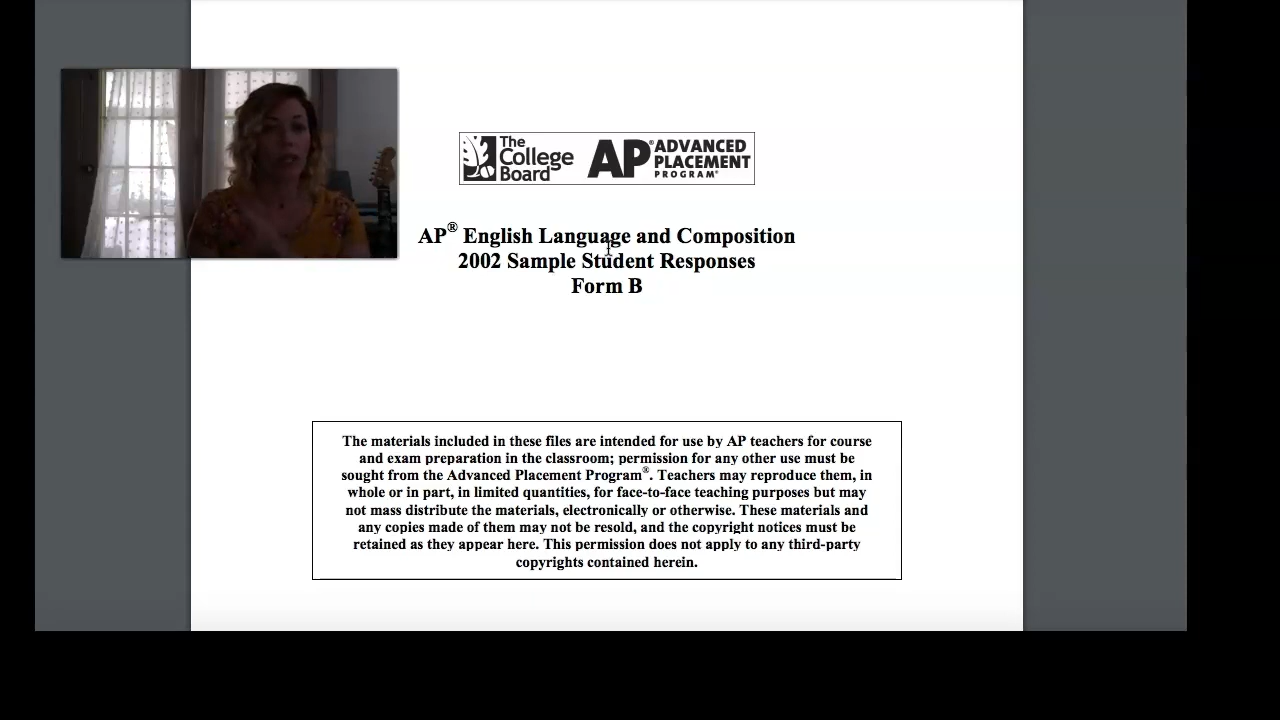 The
College
Board
AP® ADVANCED
PLACEMENT
PROGRAM®
AP® English Language and Composition
2002 Sample Student Responses
Form B
The materials included in these files are intended for use by AP teachers for course
and exam preparation in the classroom; permission for any other use must be
sought from the Advanced Placement Program®. Teachers may reproduce them, in
whole or in part, in limited quantities, for face-to-face teaching purposes but may
not mass distribute the materials, electronically or otherwise. These materials and
any copies made of them may not be resold, and the copyright notices must be
retained as they appear here. This permission does not apply to any third-party
copyrights contained herein.